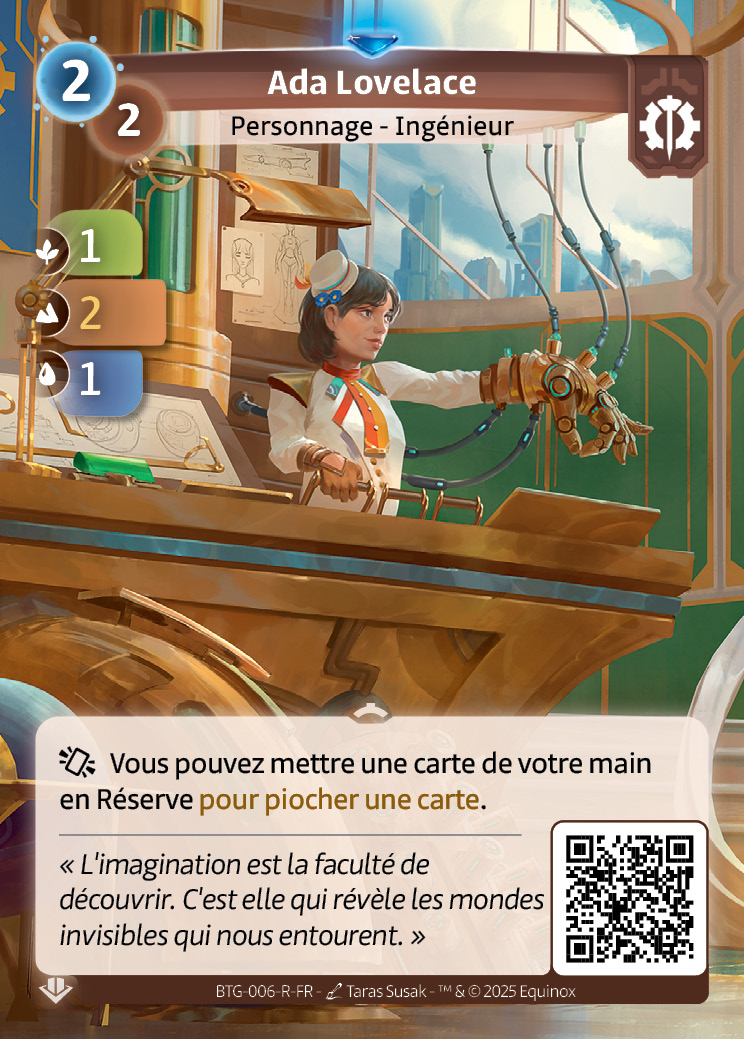 2
Ada Lovelace
2
Personnage - Ingénieur
1
2
1
Vous pouvez mettre une carte de votre main
en Réserve pour piocher une carte.
« L'imagination est la faculté de
découvrir. C'est elle qui révèle les mondes
invisibles qui nous entourent. »
BTG-006-R-FR - Taras Susak - ™ & © 2025 Equinox